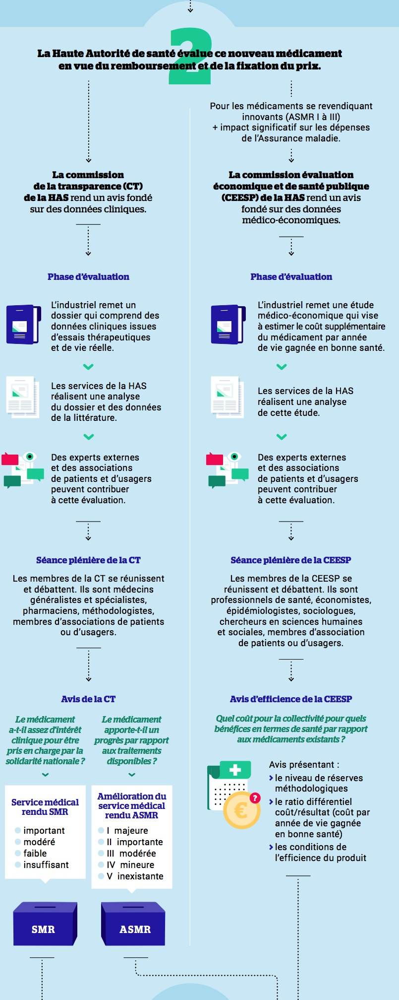 2
La Haute Autorité de santé évalue ce nouveau médicament
en vue du remboursement et de la fixation du prix.
La commission
de la transparence (CT)
de la HAS rend un avis fondé
sur des données cliniques.
Phase d’évaluation
L’industriel remet un
dossier qui comprend des
données cliniques issues
d’essais thérapeutiques
et de vie réelle.
Les services de la HAS
réalisent une analyse
du dossier et des données
de la littérature.
Des experts externes
et des associations
de patients et d’usagers
peuvent contribuer
à cette évaluation.
Séance plénière de la CT
Les membres de la CT se réunissent
et débattent. Ils sont médecins
généralistes et spécialistes,
pharmaciens, méthodologistes,
membres d’associations de patients
ou d’usagers.
Avis de la CT
Le médicament
a-t-il assez d’intérêt
clinique pour être
pris en charge par la
solidarité nationale ?
Service médical
rendu SMR
important
modéré
faible
insuffisant
SMR
Le médicament
apporte-t-il un
progrès par rapport
aux traitements
disponibles ?
Amélioration du
service médical
rendu ASMR
I majeure
II importante
III modérée
IV mineure
V inexistante
ASMR
Pour les médicaments se revendiquant
innovants (ASMR I à III)
+ impact significatif sur les dépenses
de l’Assurance maladie.
La commission évaluation
économique et de santé publique
(CEESP) de la HAS rend un avis
fondé sur des données
médico-économiques.
Phase d’évaluation
L’industriel remet une étude
médico-économique qui vise
à estimer le coût supplémentaire
du médicament par année
de vie gagnée en bonne santé.
Les services de la HAS
réalisent une analyse
de cette étude.
Des experts externes
et des associations
de patients et d’usagers
peuvent contribuer
à cette évaluation.
Séance plénière de la CEESP
Les membres de la CEESP se
réunissent et débattent. Ils sont
professionnels de santé, économistes,
épidémiologistes, sociologues,
chercheurs en sciences humaines
et sociales, membres d’association
de patients ou d’usagers.
Avis d’efficience de la CEESP
Quel coût pour la collectivité pour quels
bénéfices en termes de santé par rapport
aux médicaments existants ?
?
€
Avis présentant :
le niveau de réserves
méthodologiques
le ratio différentiel
coût/résultat (coût par
année de vie gagnée
en bonne santé)
les conditions de
l’efficience du produit